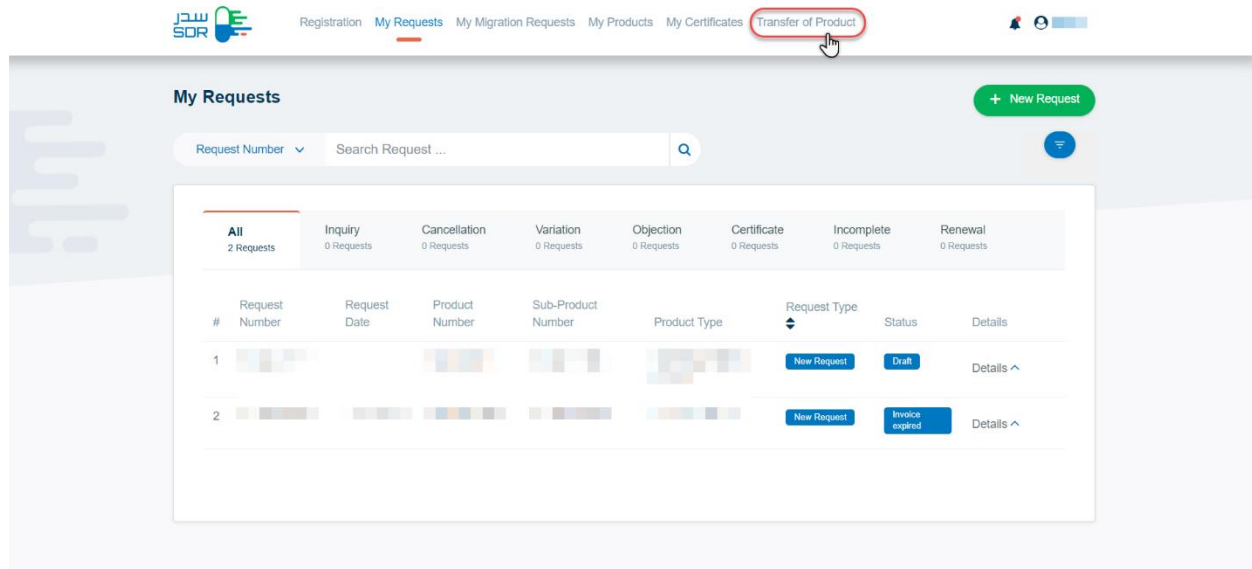 سدر
SDR
Registration My Requests My Migration Requests My Products My Certificates Transfer of Product
My Requests
+ New Request
Request Number Search Request ...
All Inquiry Cancellation Variation Objection Certificate Incomplete Renewal
2 Requests 0 Requests 0 Requests 0 Requests 0 Requests 0 Requests 0 Requests 0 Requests
# Request Number Request Date Product Number Sub-Product Number Product Type Request Type Status Details
1 New Request Draft Details
2 New Request Invoice expired Details